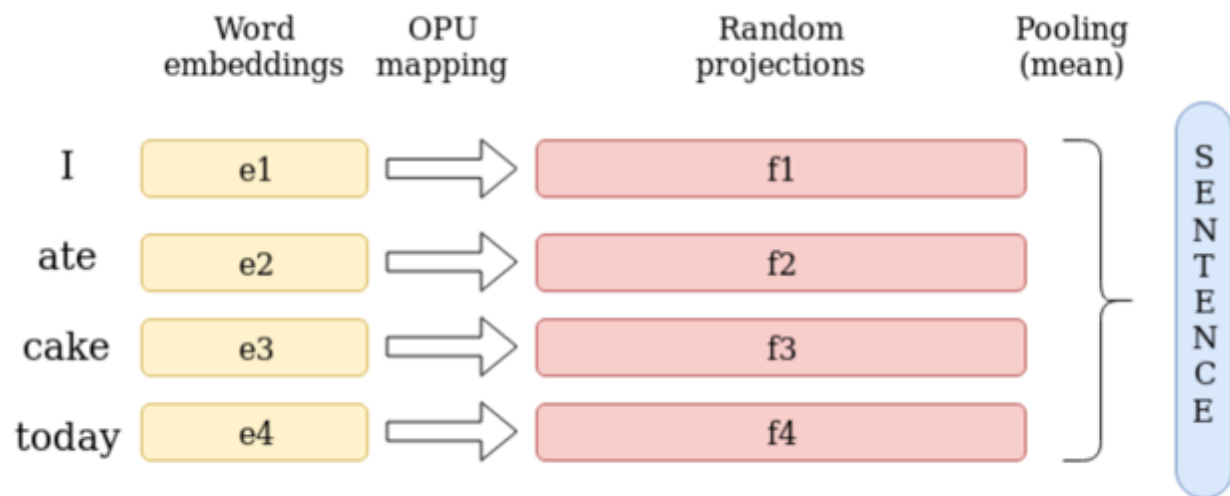 Word embeddings
OPU mapping
Random projections
Pooling (mean)
I e1 f1
ate e2 f2
cake e3 f3
today e4 f4
SENTENCE